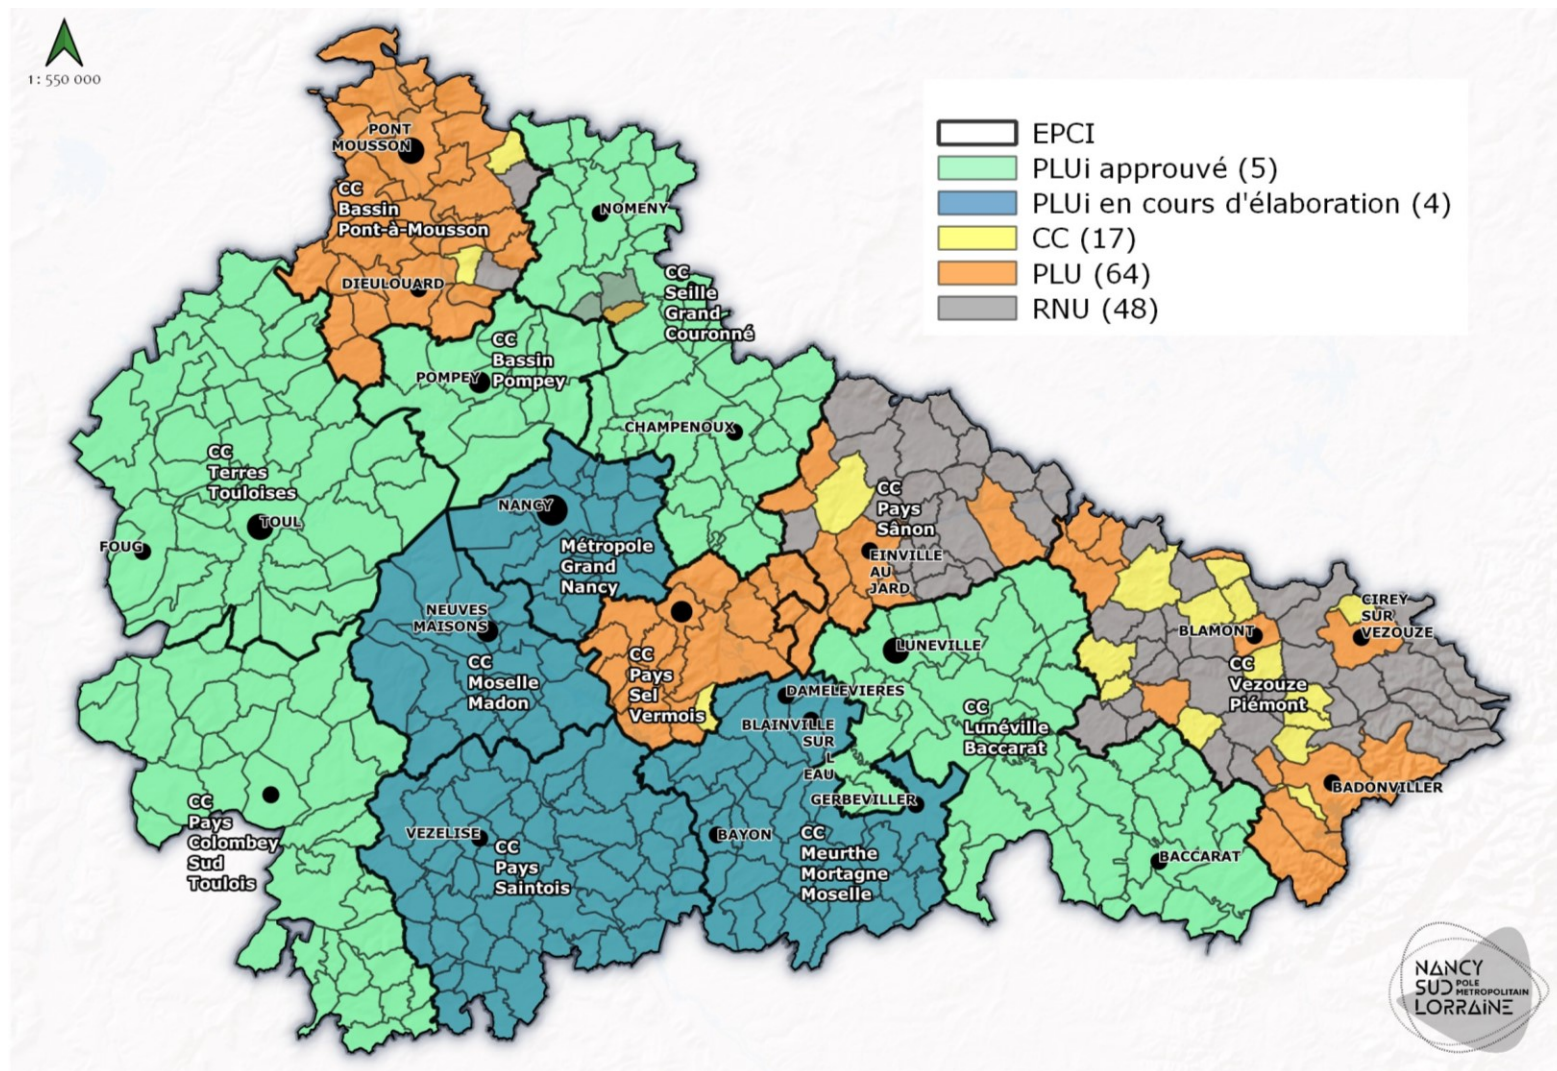 1 : 550 000
EPCI
PLUi approuvé (5)
PLUi en cours d'élaboration (4)
CC (17)
PLU (64)
RNU (48)
PONT
MOUSSON
CC
Bassin
Pont-à-Mousson
NOMENY
DIEULOUARD
CC
Seille
Grand
Couronné
CC
Bassin
Pompey
POMPEY
CHAMPENOUX
CC
Terres
Touloises
TOUL
FOUG
NANCY
Métropole
Grand
Nancy
CC
Pays
Sânon
EINVILLE
AU
JARD
NEUVES
MAISONS
CC
Moselle
Madon
CC
Pays
Sel
Vermois
LUNEVILLE
DAMELEVIERES
BLAINVILLE
SUR
L
EAU
CC
Lunéville
Baccarat
BLAMONT
CIREY
SUR
VEZOUZE
CC
Vezouze
Piémont
BADONVILLER
GERBEVILLER
CC
Pays
Colombey
Sud
Toulois
VEZELISE
CC
Pays
Saintois
BAYON
CC
Meurthe
Mortagne
Moselle
BACCARAT
NANCY
SUD POLE METROPOLITAIN
LORRAINE